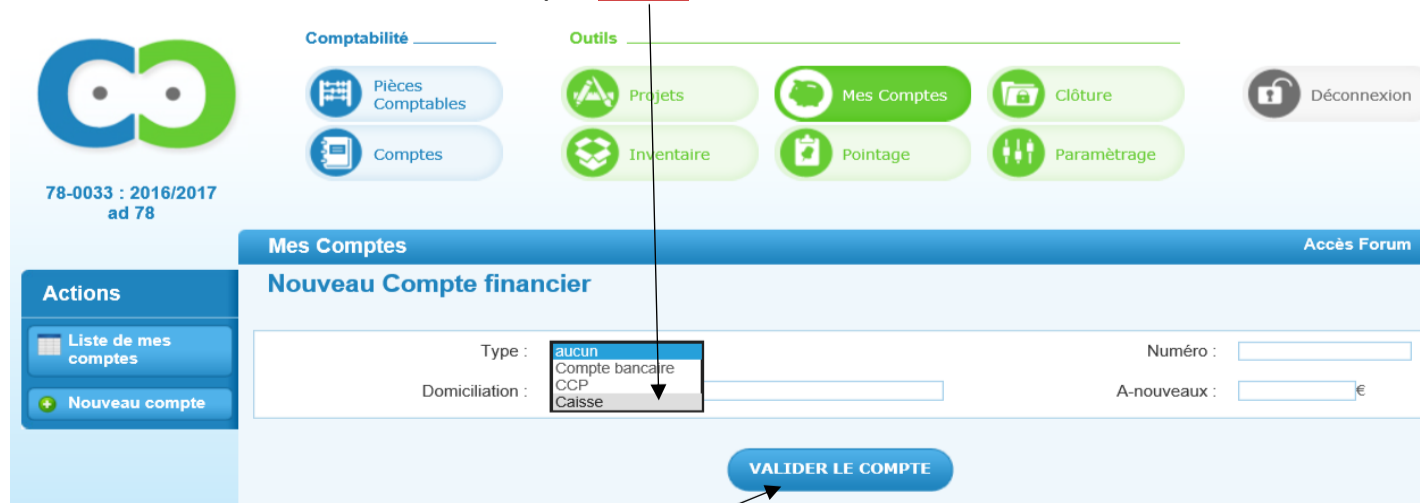 Comptabilité
Outils
Pièces
Comptables
Projets
Mes Comptes
Clôture
Déconnexion
Comptes
Inventaire
Pointage
Paramètrage
78-0033 : 2016/2017
ad 78
Mes Comptes
Accès Forum
Actions
Nouveau Compte financier
Liste de mes
comptes
Nouveau compte
Type :
aucun
Compte bancaire
CCP
Caisse
Numéro :
Domiciliation :
A-nouveaux :
€
VALIDER LE COMPTE